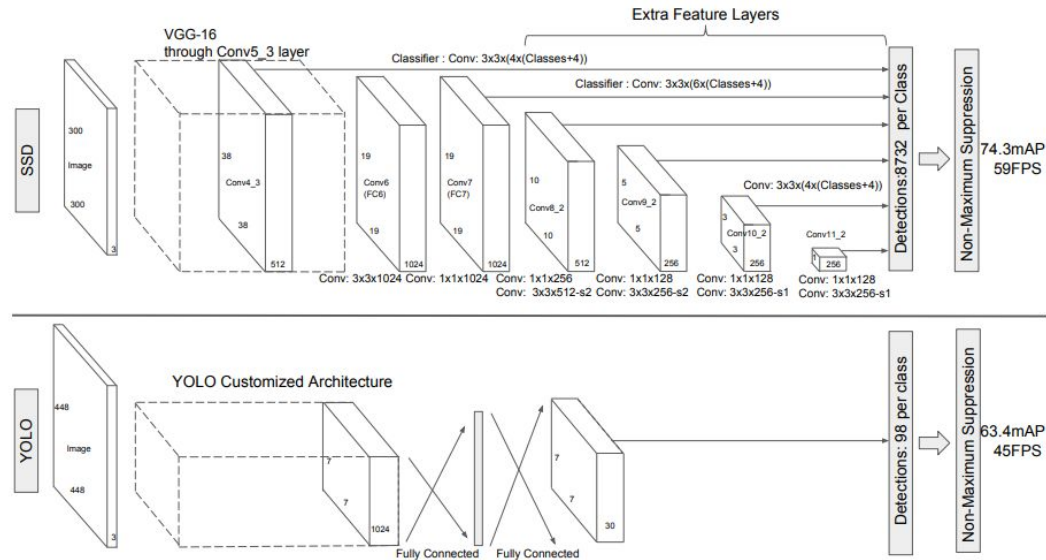 Extra Feature Layers
VGG-16
through Conv5_3 layer
Classifier : Conv: 3x3x(4x(Classes+4))
Classifier : Conv: 3x3x(6x(Classes+4))
SSD
300
Image
300
3
38
Conv4_3
38
512
19
Conv6
(FC6)
19
1024
19
Conv7
(FC7)
19
1024
10
Conv8_2
10
512
5
Conv9_2
5
256
Conv: 3x3x(4x(Classes+4))
3
Conv10_2
3
256
Conv11_2
1
256
Detections:8732 per Class
Non-Maximum Suppression
74.3mAP
59FPS
Conv: 3x3x1024
Conv: 1x1x1024
Conv: 1x1x256
Conv: 3x3x512-s2
Conv: 1x1x128
Conv: 3x3x256-s2
Conv: 1x1x128
Conv: 3x3x256-s1
Conv: 1x1x128
Conv: 3x3x256-s1
YOLO
448
Image
448
3
YOLO Customized Architecture
7
7
1024
Fully Connected
Fully Connected
7
7
30
Detections: 98 per class
Non-Maximum Suppression
63.4mAP
45FPS